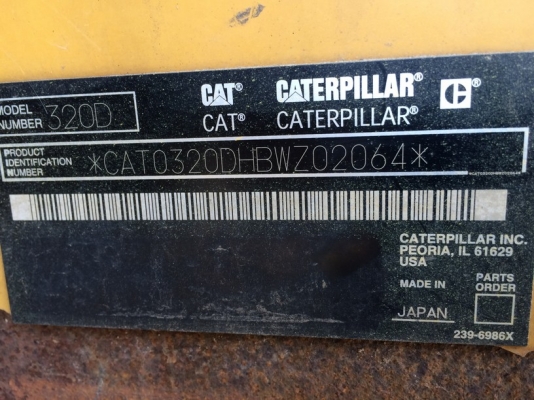 CAT® CATERPILLAR® C®
CAT® CATERPILLAR®
MODEL NUMBER 320D
PRODUCT IDENTIFICATION NUMBER *CAT0320DHBWZ02064*
CATERPILLAR INC.
PEORIA, IL 61629
USA
MADE IN
JAPAN
PARTS ORDER
239-6986X